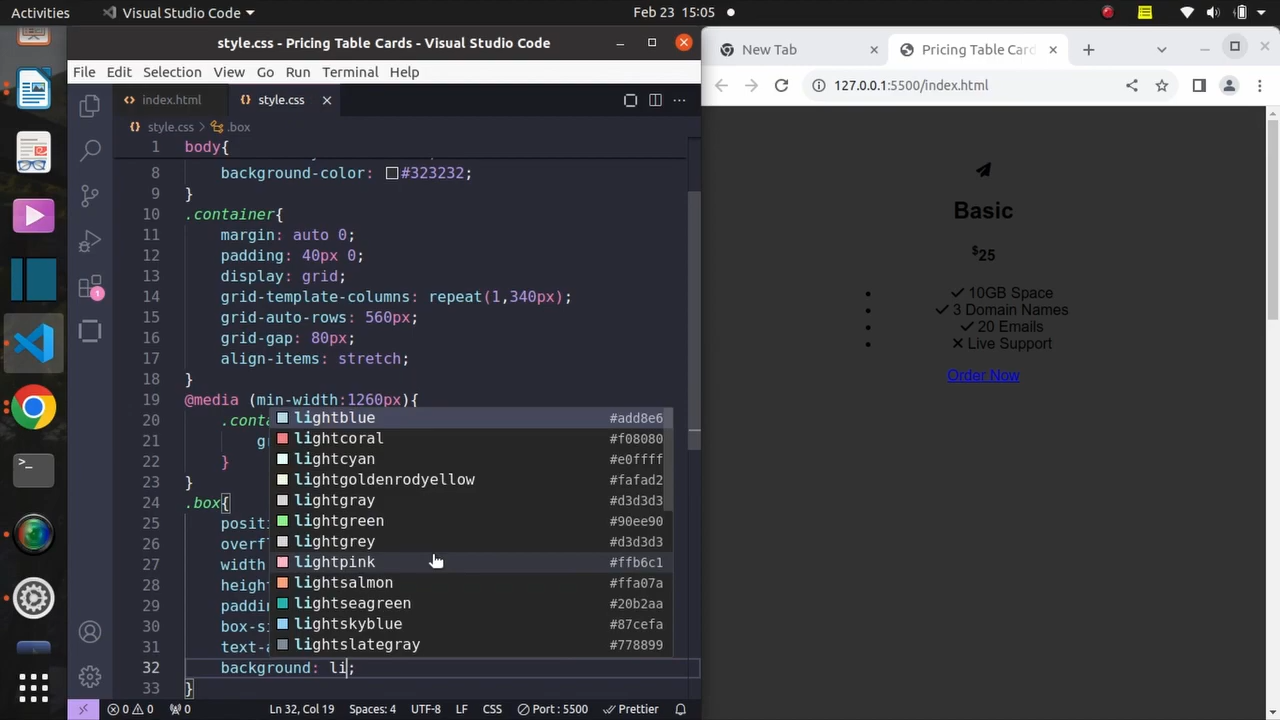 Activities
Visual Studio Code
Feb 23 15:05
style.css - Pricing Table Cards - Visual Studio Code
File Edit Selection View Go Run Terminal Help
index.html
style.css
style.css > .box
1 body{
8 background-color: #323232;
9 }
10 .container{
11 margin: auto 0;
12 padding: 40px 0;
13 display: grid;
14 grid-template-columns: repeat(1,340px);
15 grid-auto-rows: 560px;
16 grid-gap: 80px;
17 align-items: stretch;
18 }
19 @media (min-width:1260px){
20 .conta
21 gr
22 }
23 }
24 .box{
25 positi
26 overf
27 width
28 heigh
29 paddi
30 box-s
31 text-a
32 background: li;
33 }
lightblue #add8e6
lightcoral #f08080
lightcyan #e0ffff
lightgoldenrodyellow #fafad2
lightgray #d3d3d3
lightgreen #90ee90
lightgrey #d3d3d3
lightpink #ffb6c1
lightsalmon #ffa07a
lightseagreen #20b2aa
lightskyblue #87cefa
lightslategray #778899
1
0 0 0
Ln 32, Col 19
Spaces: 4
UTF-8
LF
CSS
Port : 5500
Prettier
New Tab
Pricing Table Card
127.0.0.1:5500/index.html
Basic
$25
10GB Space
3 Domain Names
20 Emails
Live Support
Order Now